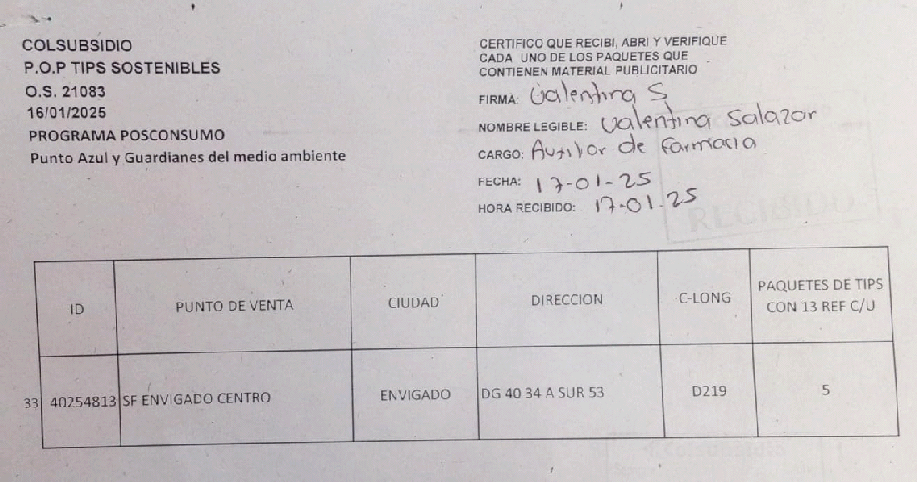 COLSUBSIDIO
P.O.P TIPS SOSTENIBLES
O.S. 21083
16/01/2025
PROGRAMA POSCONSUMO
Punto Azul y Guardianes del medio ambiente
CERTIFICO QUE RECIBI, ABRI Y VERIFIQUE
CADA UNO DE LOS PAQUETES QUE
CONTIENEN MATERIAL PUBLICITARIO
FIRMA: Valentina S
NOMBRE LEGIBLE: Valentina Salazar
CARGO: Auxilor de Farmacia
FECHA: 17-01-25
HORA RECIBIDO: 17-01-25
RECIBIDO
ID PUNTO DE VENTA CIUDAD DIRECCION C-LONG PAQUETES DE TIPS
CON 13 REF C/U
33 40254813 SF ENVIGADO CENTRO ENVIGADO DG 40 34 A SUR 53 D219 5